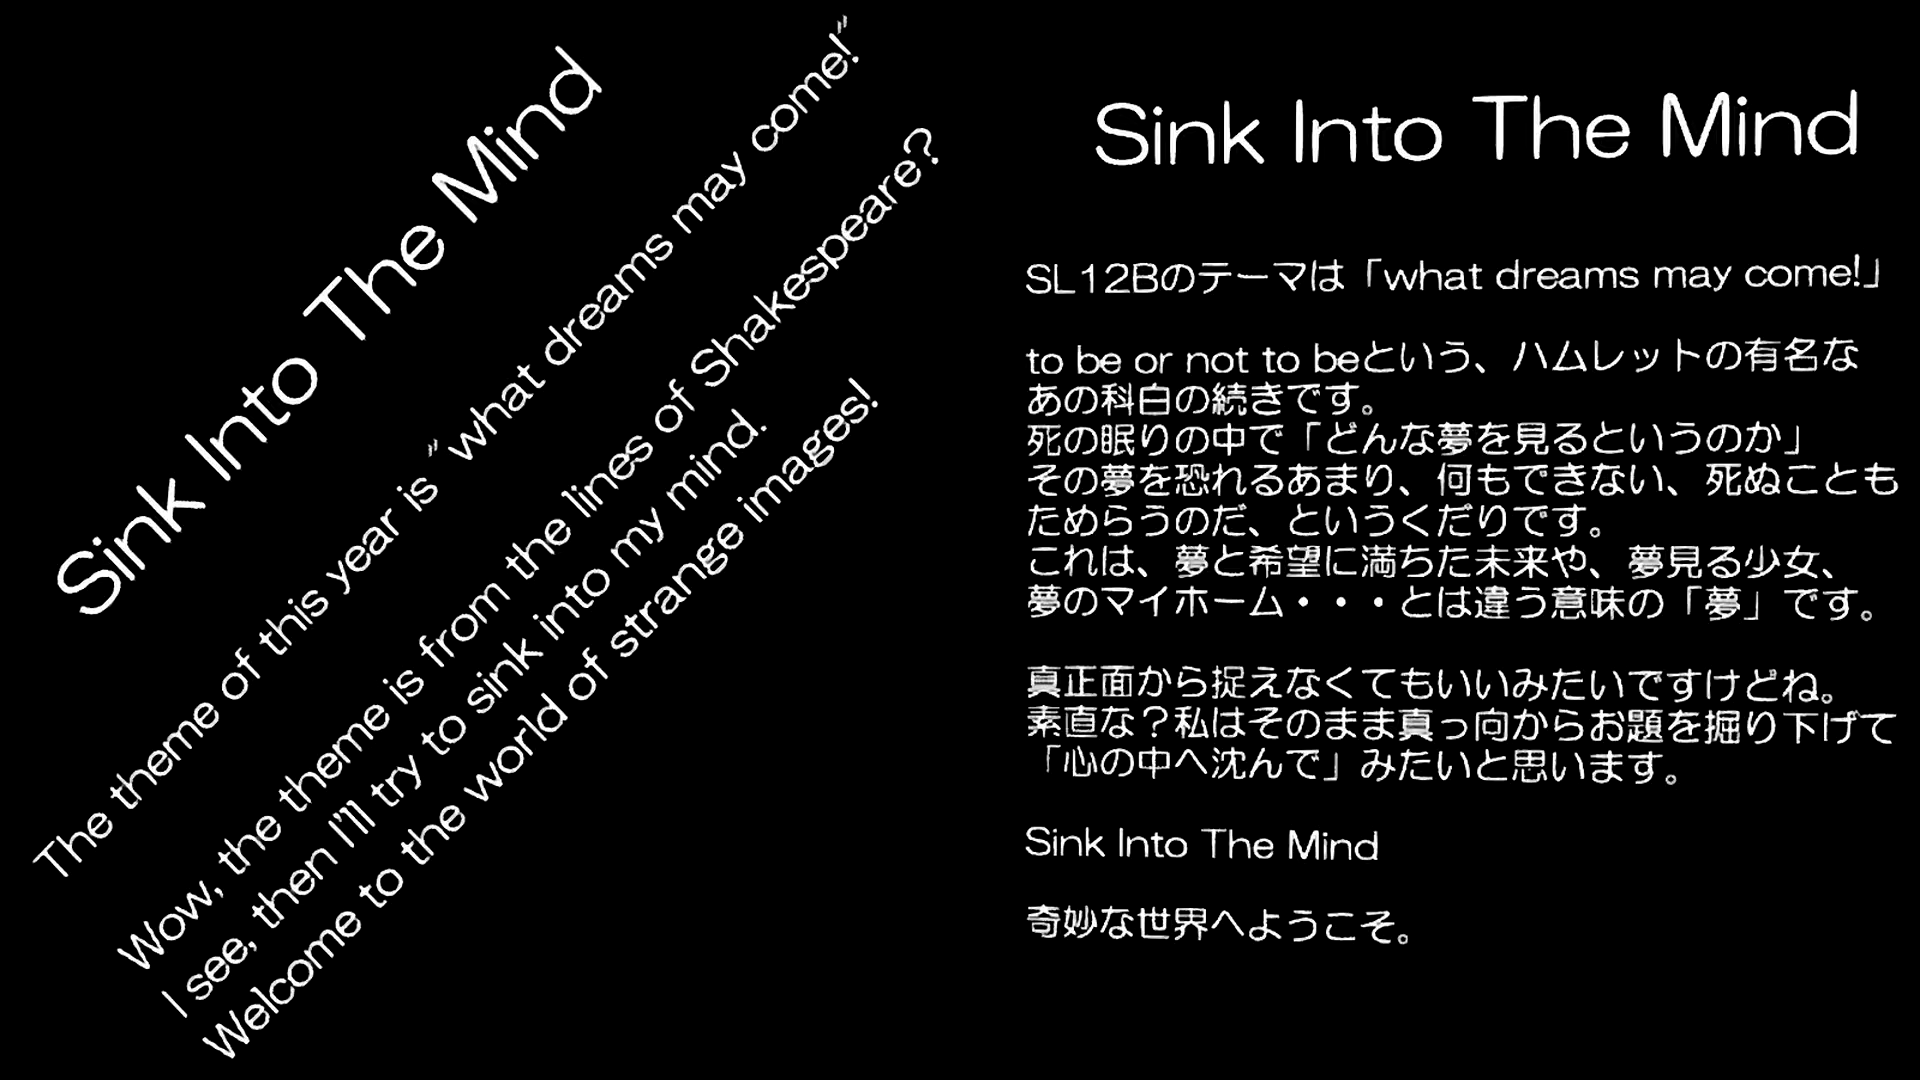 Sink Into The Miind
The theme of this year is "what dreams may come!"
Wow, the theme is from the lines of Shakespeare?
I see, then I'll try to sink into my mind.
Welcome to the world of strange images!
Sink Into The Mind
SL12Bのテーマは「what dreams may come!」
to be or not to beという、ハムレットの有名な
あの科白の続きです。
死の眠りの中で「どんな夢を見るというのか」
その夢を恐れるあまり、何もできない、死ぬことも
ためらうのだ、というくだりです。
これは、夢と希望に満ちた未来や、夢見る少女、
夢のマイホーム・・・とは違う意味の「夢」です。
真正面から捉えなくてもいいみたいですけどね。
素直な?私はそのまま真っ向からお題を掘り下げて
「心の中へ沈んで」みたいと思います。
Sink Into The Mind
奇妙な世界へようこそ。